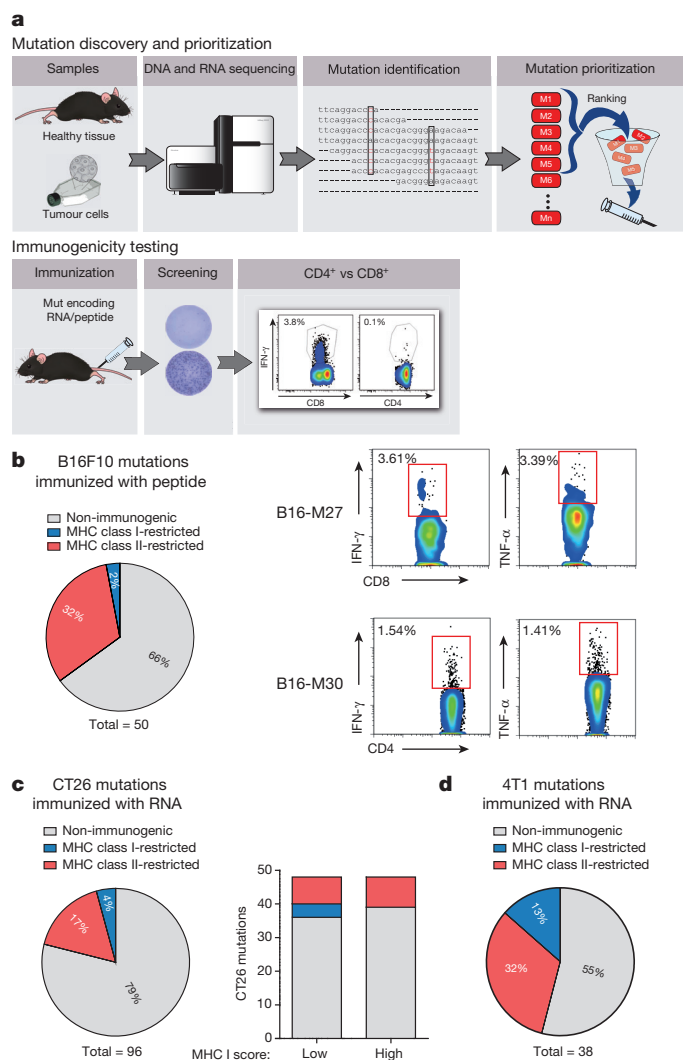 a
Mutation discovery and prioritization
Samples
DNA and RNA sequencing
Mutation identification
Mutation prioritization
Healthy tissue
Tumour cells
ttcaggaccca
ttcaggacccacacga
ttcaggacccacacgacgggaagacaa
M1
M2
M3
M4
M5
M6
Mn
Ranking
Immunogenicity testing
Immunization
Screening
CD4+ vs CD8+
Mut encoding
RNA/peptide
3.8%
0.1%
IFN-γ
CD8
CD4
b
B16F10 mutations
immunized with peptide
Non-immunogenic
MHC class I-restricted
MHC class II-restricted
2%
32%
66%
Total = 50
B16-M27
3.61%
IFN-γ
CD8
3.39%
TNF-α
B16-M30
1.54%
IFN-γ
CD4
1.41%
TNF-α
c
CT26 mutations
immunized with RNA
Non-immunogenic
MHC class I-restricted
MHC class II-restricted
4%
17%
79%
Total = 96
CT26 mutations
50
40
30
20
10
0
MHC I score: Low High
d
4T1 mutations
immunized with RNA
Non-immunogenic
MHC class I-restricted
MHC class II-restricted
13%
32%
55%
Total = 38